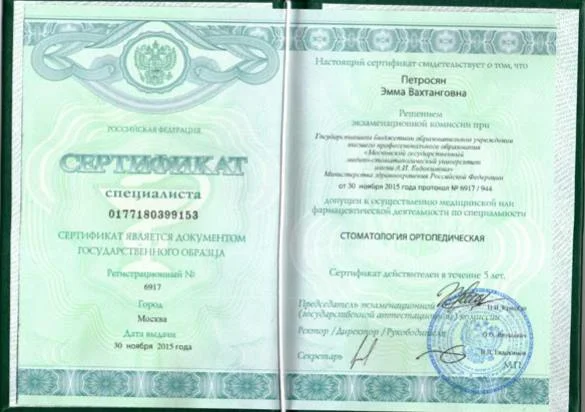 РОССИЙСКАЯ ФЕДЕРАЦИЯ
СЕРТИФИКАТ
специалиста
0177180399153
СЕРТИФИКАТ ЯВЛЯЕТСЯ ДОКУМЕНТОМ
ГОСУДАРСТВЕННОГО ОБРАЗЦА
Регистрационный №
6917
Город
Москва
Дата выдачи
30 ноября 2015 года
Настоящий сертификат свидетельствует о том, что
Петросян
Эмма Вахтанговна
Решением
экзаменационной комиссии при
Государственном бюджетном образовательном учреждении
высшего профессионального образования
«Московский государственный
медико-стоматологический университет
имени А.И. Евдокимова»
Министерства здравоохранения Российской Федерации
от 30 ноября 2015 года протокол № 6917 / 944
допущен к осуществлению медицинской или
фармацевтической деятельности по специальности
СТОМАТОЛОГИЯ ОРТОПЕДИЧЕСКАЯ
Сертификат действителен в течение 5 лет.
Председатель экзаменационной
(государственной аттестационной) комиссии
Ректор /Директор /Руководитель
Секретарь
М.П.